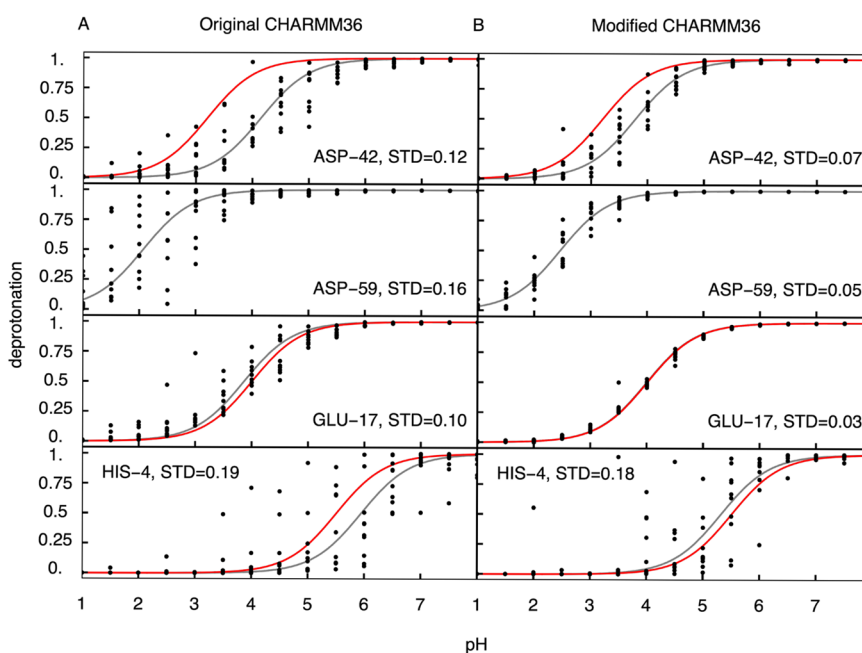 A
Original CHARMM36
B
Modified CHARMM36
deprotonation
1.
0.75
0.5
0.25
0.
ASP-42, STD=0.12
ASP-42, STD=0.07
1.
0.75
0.5
0.25
0.
ASP-59, STD=0.16
ASP-59, STD=0.05
1.
0.75
0.5
0.25
0.
GLU-17, STD=0.10
GLU-17, STD=0.03
1.
0.75
0.5
0.25
0.
HIS-4, STD=0.19
HIS-4, STD=0.18
1 2 3 4 5 6 7 1 2 3 4 5 6 7
pH